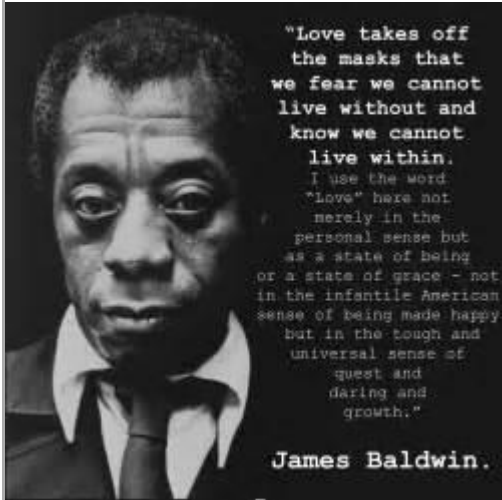 "Love takes off
the masks that
we fear we cannot
live without and
know we cannot
live within.
I use the word
"Love" here not
merely in the
personal sense but
as a state of being
or a state of grace - not
in the infantile American
sense of being made happy
but in the tough and
universal sense of
quest and
daring and
growth."
James Baldwin.